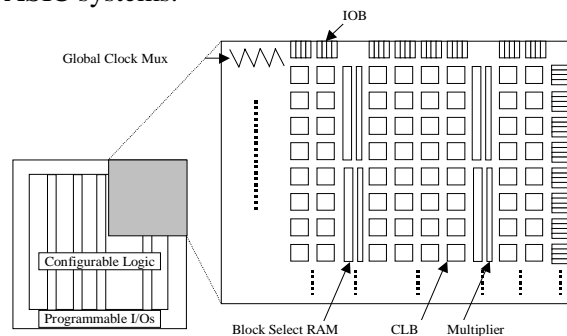 ASIC systems.
IOB
Global Clock Mux
Configurable Logic
Programmable I/Os
Block Select RAM
CLB
Multiplier